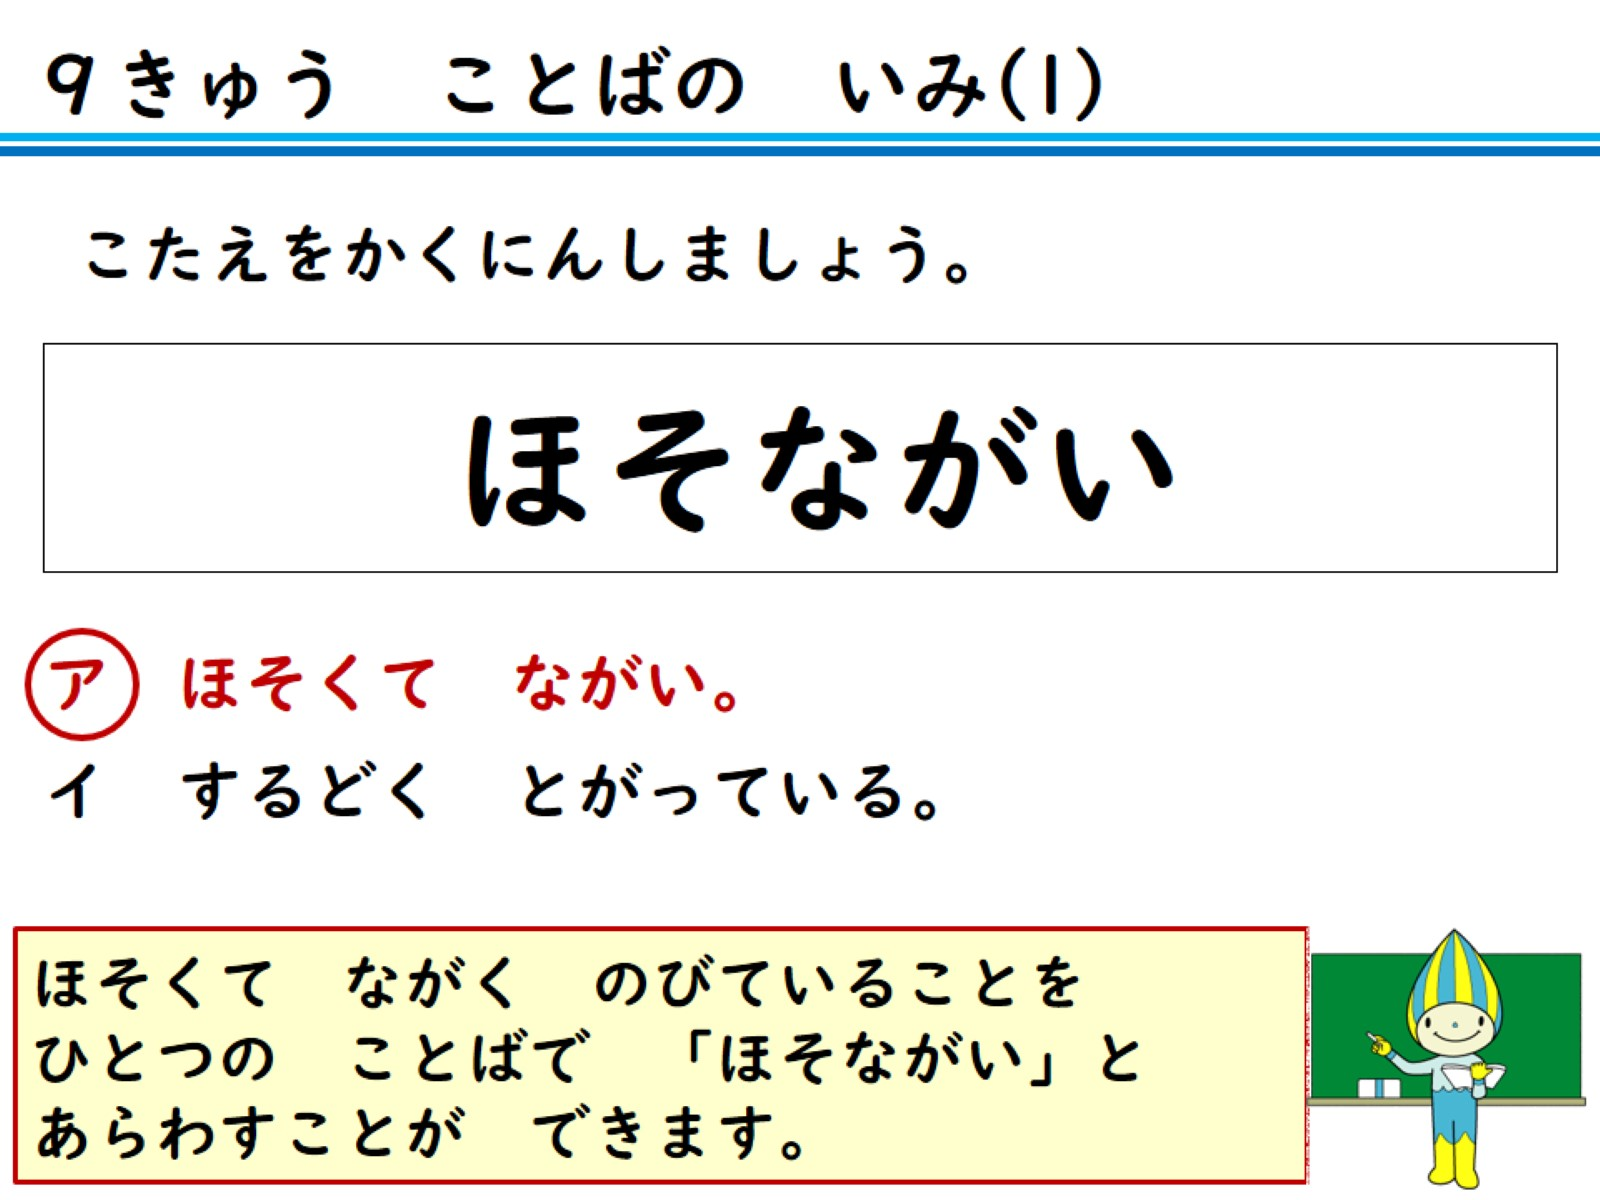 9きゅう　ことばの　いみ(1)
こたえをかくにんしましょう。
ほそながい
ア　ほそくて　ながい。
イ　するどく　とがっている。
ほそくて　ながく　のびていることを
ひとつの　ことばで　「ほそながい」と
あらわすことが　できます。